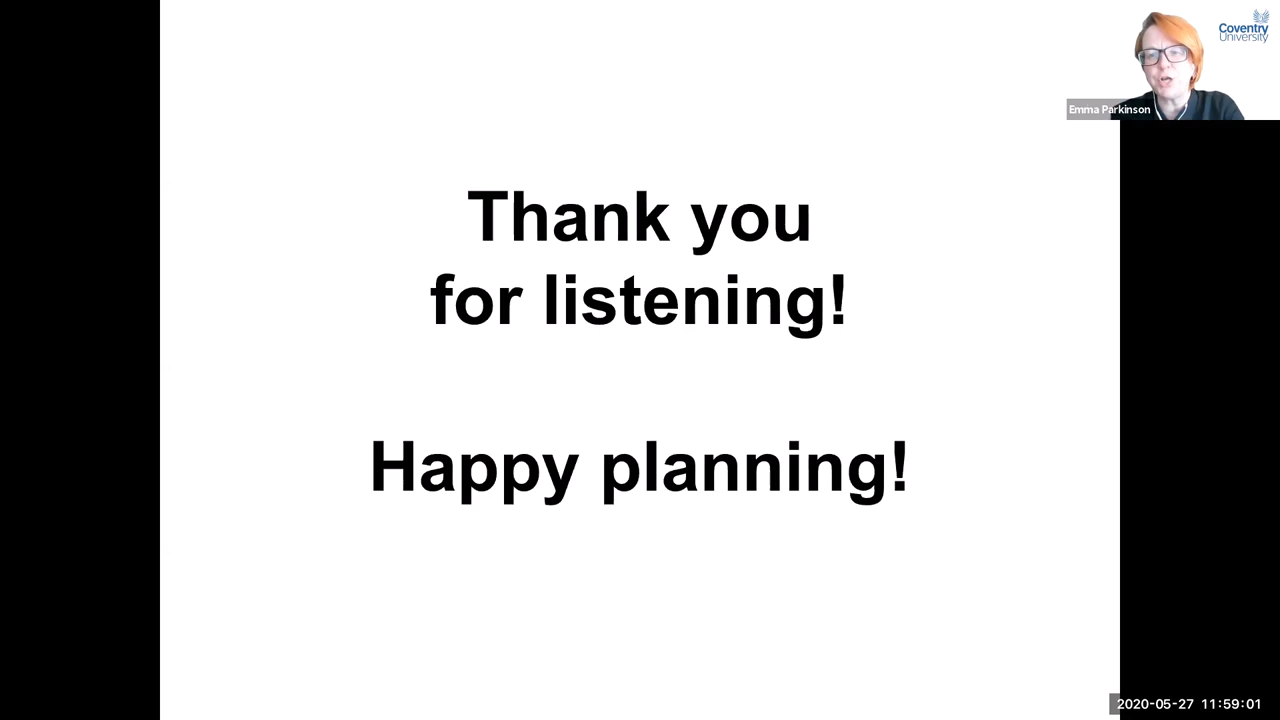 Coventry
University
Emma Parkinson
Thank you
for listening!
Happy planning!
2020-05-27 11:59:01